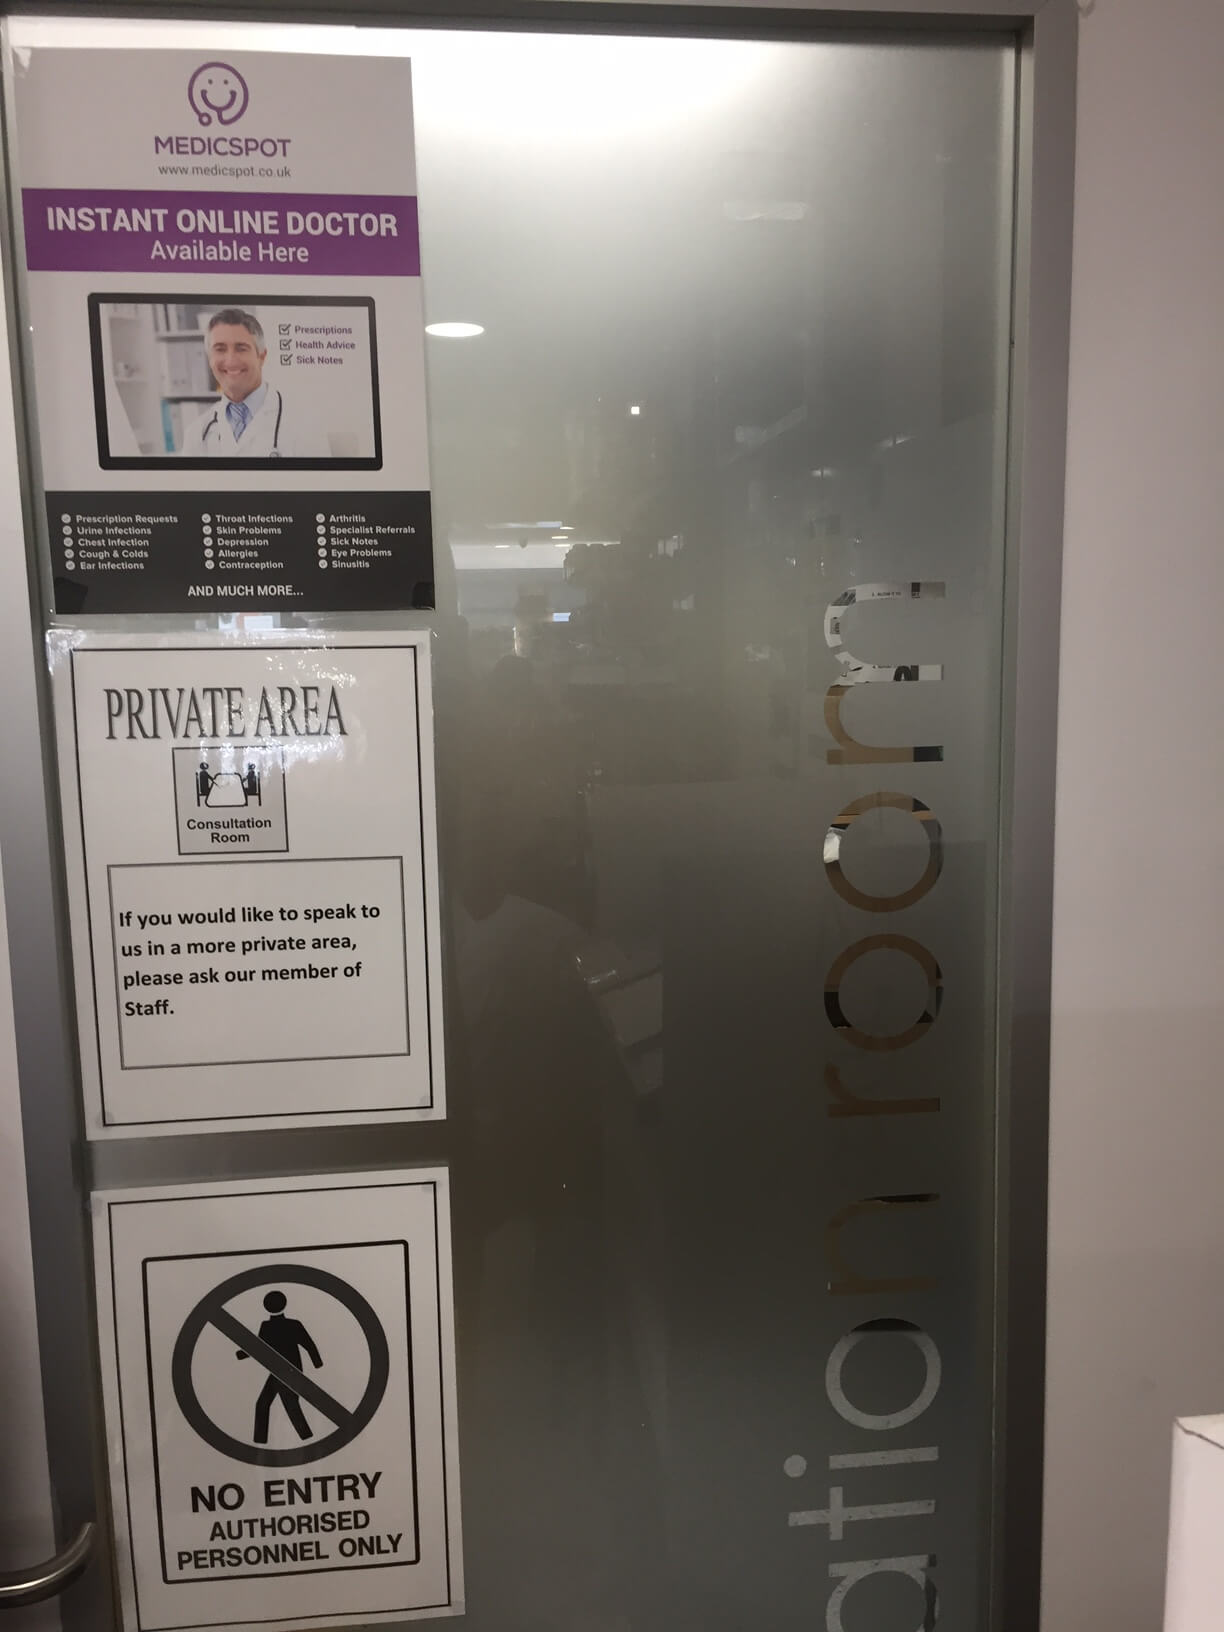 MEDICSPOT
www.medicspot.co.uk
INSTANT ONLINE DOCTOR
Available Here
Prescriptions
Health Advice
Sick Notes
Prescription Requests
Urine Infections
Chest Infection
Cough & Colds
Ear Infections
Throat Infections
Skin Problems
Depression
Allergies
Contraception
Arthritis
Specialist Referrals
Sick Notes
Eye Problems
Sinusitis
AND MUCH MORE...
PRIVATE AREA
Consultation
Room
If you would like to speak to
us in a more private area,
please ask our member of
Staff.
NO ENTRY
AUTHORISED
PERSONNEL ONLY
ation room